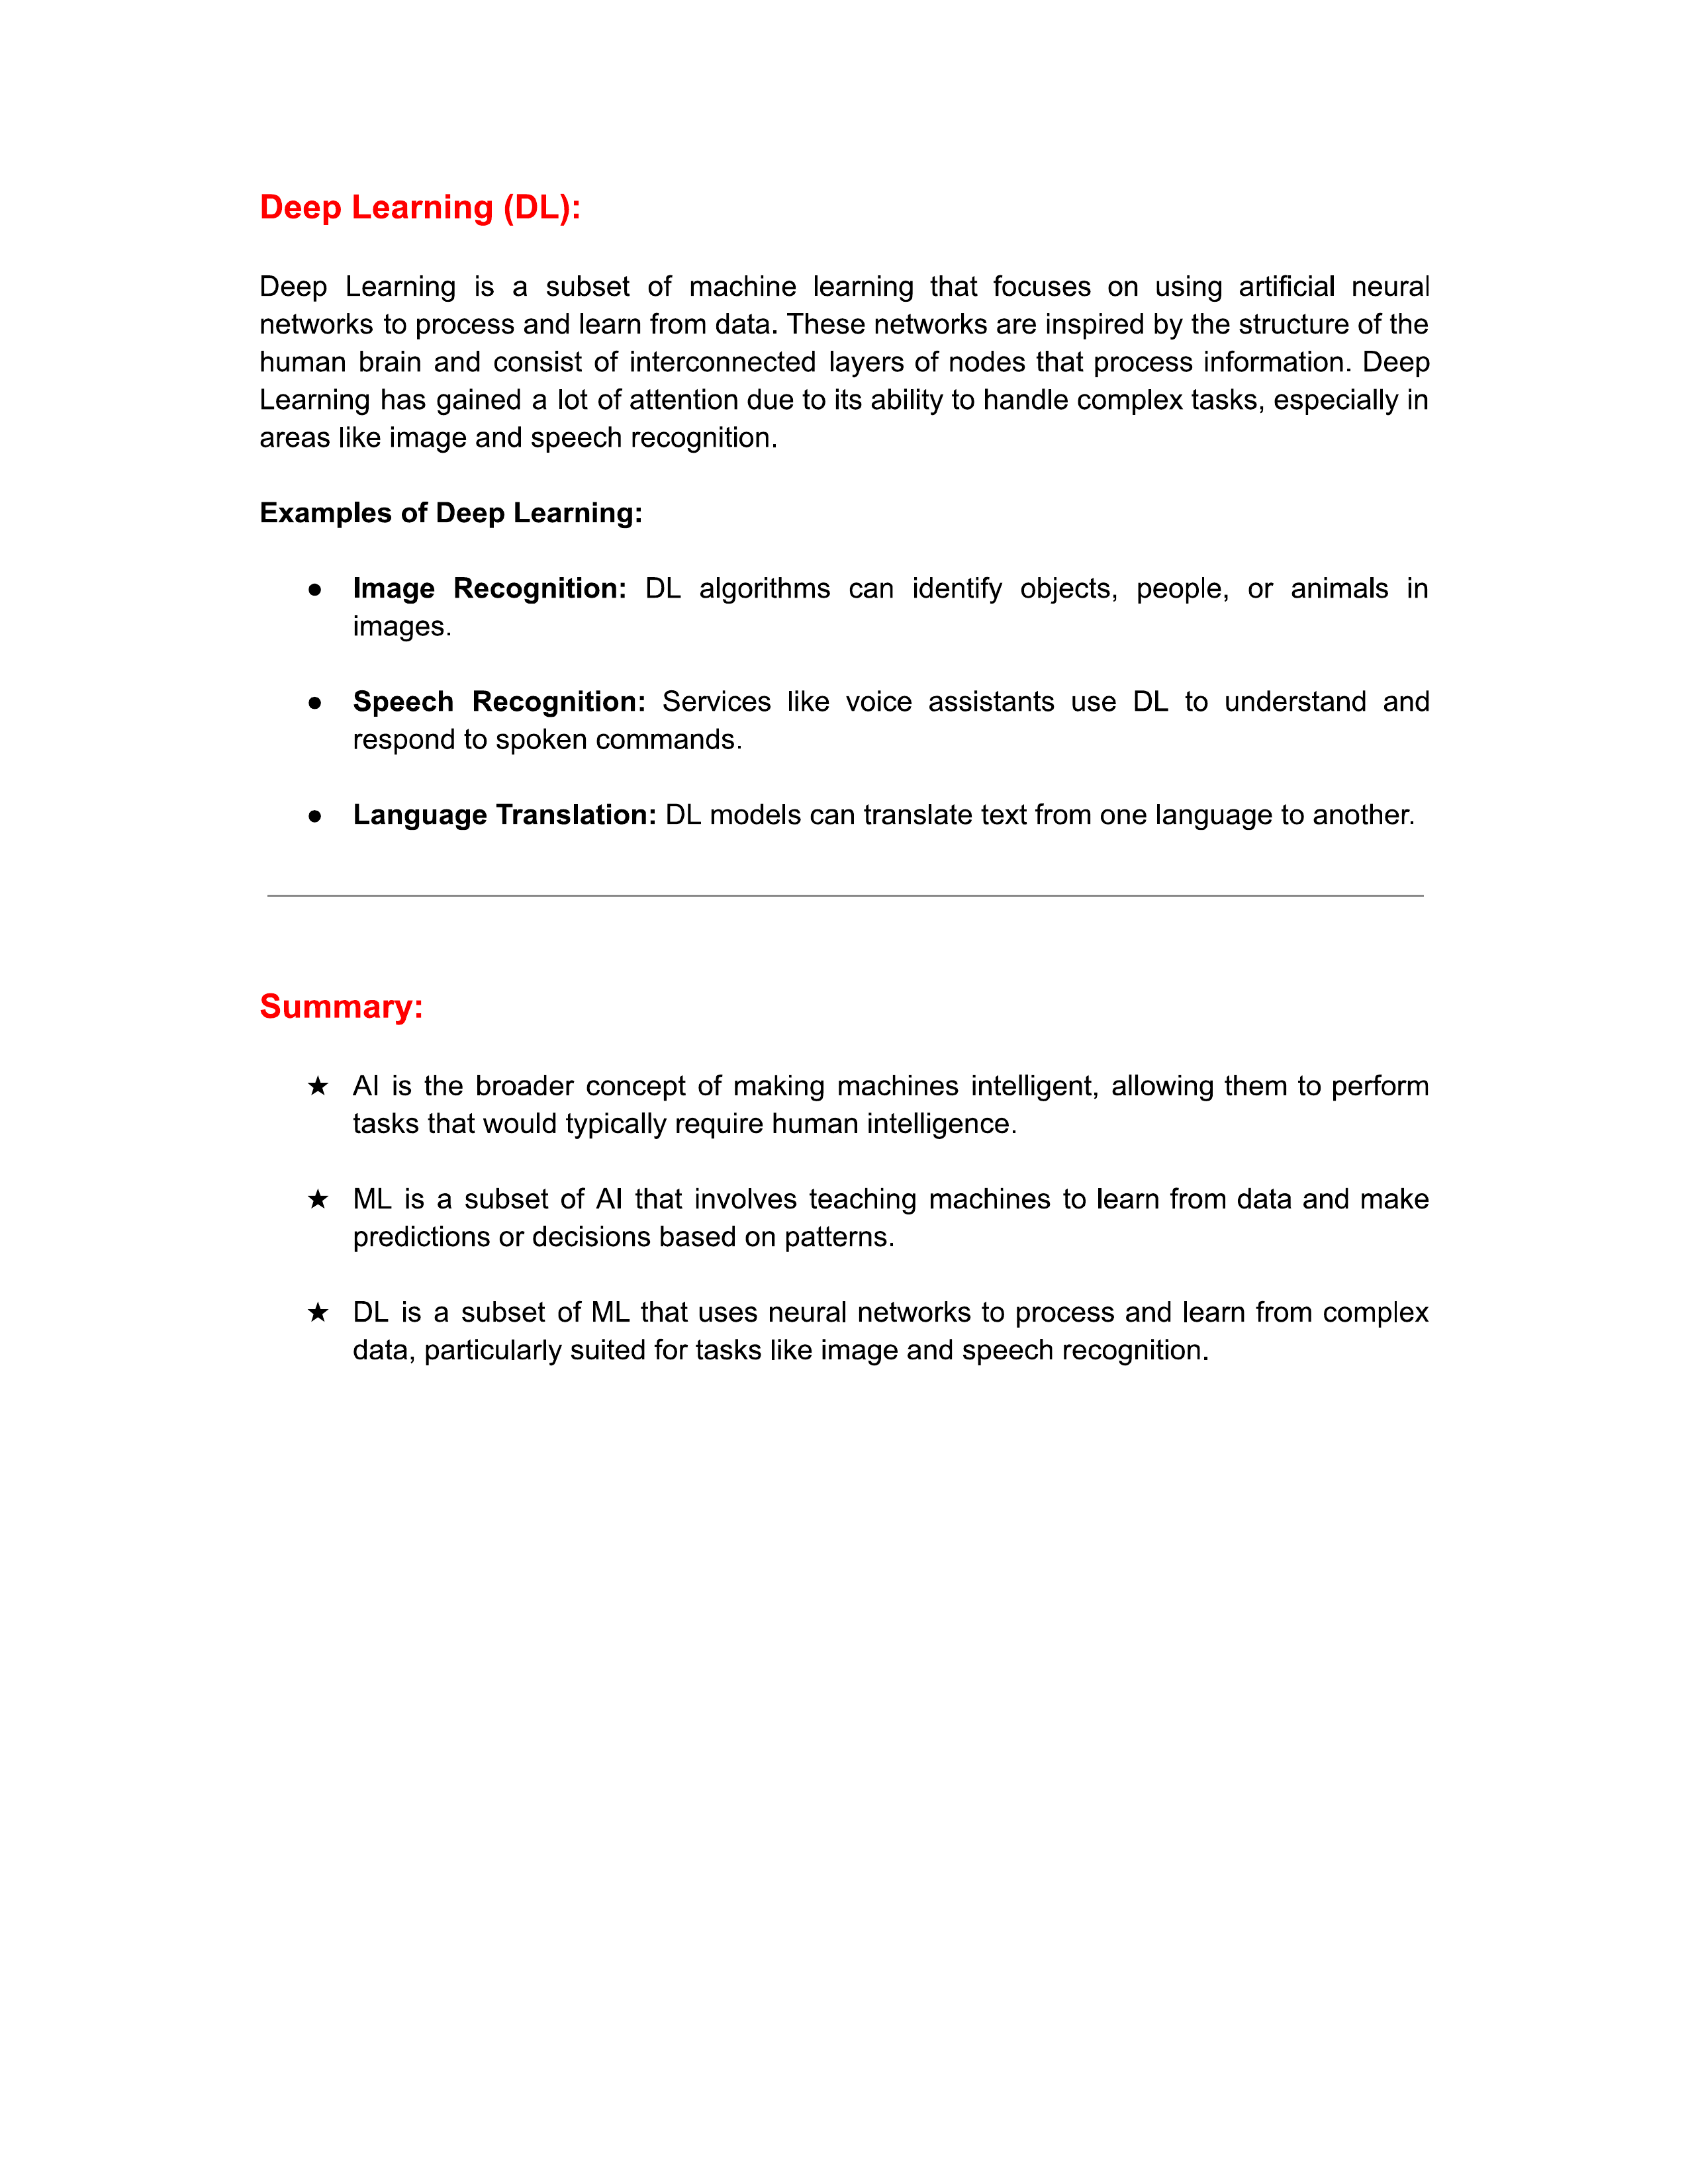 Deep Learning (DL):
Deep Learning is a subset of machine learning that focuses on using artificial neural
networks to process and learn from data. These networks are inspired by the structure of the
human brain and consist of interconnected layers of nodes that process information. Deep
Learning has gained a lot of attention due to its ability to handle complex tasks, especially in
areas like image and speech recognition.
Examples of Deep Learning:
● Image Recognition: DL algorithms can identify objects, people, or animals in
images.
● Speech Recognition: Services like voice assistants use DL to understand and
respond to spoken commands.
● Language Translation: DL models can translate text from one language to another.
Summary:
★ AI is the broader concept of making machines intelligent, allowing them to perform
tasks that would typically require human intelligence.
★ ML is a subset of AI that involves teaching machines to learn from data and make
predictions or decisions based on patterns.
★ DL is a subset of ML that uses neural networks to process and learn from complex
data, particularly suited for tasks like image and speech recognition.